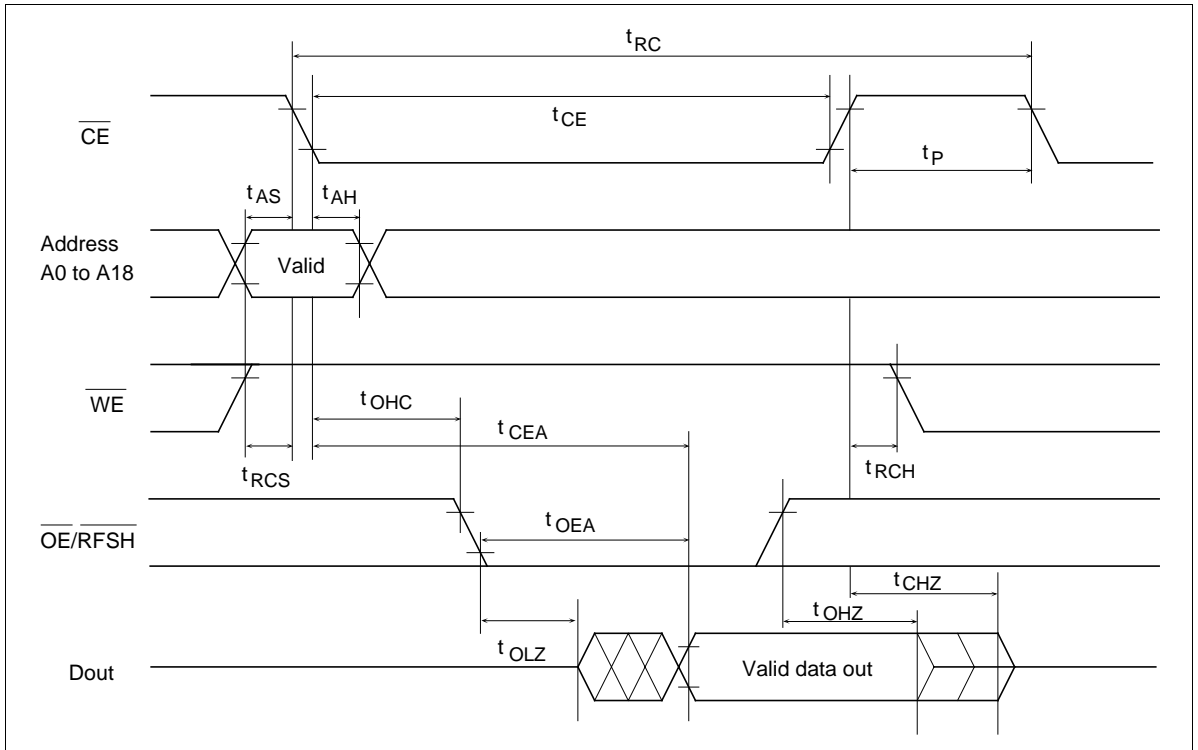 tRC
CE
tCE
tP
tAS
tAH
Address
A0 to A18
Valid
WE
tOHC
tCEA
tRCS
tRCH
OE/RFSH
tOEA
tCHZ
tOHZ
tOLZ
Dout
Valid data out